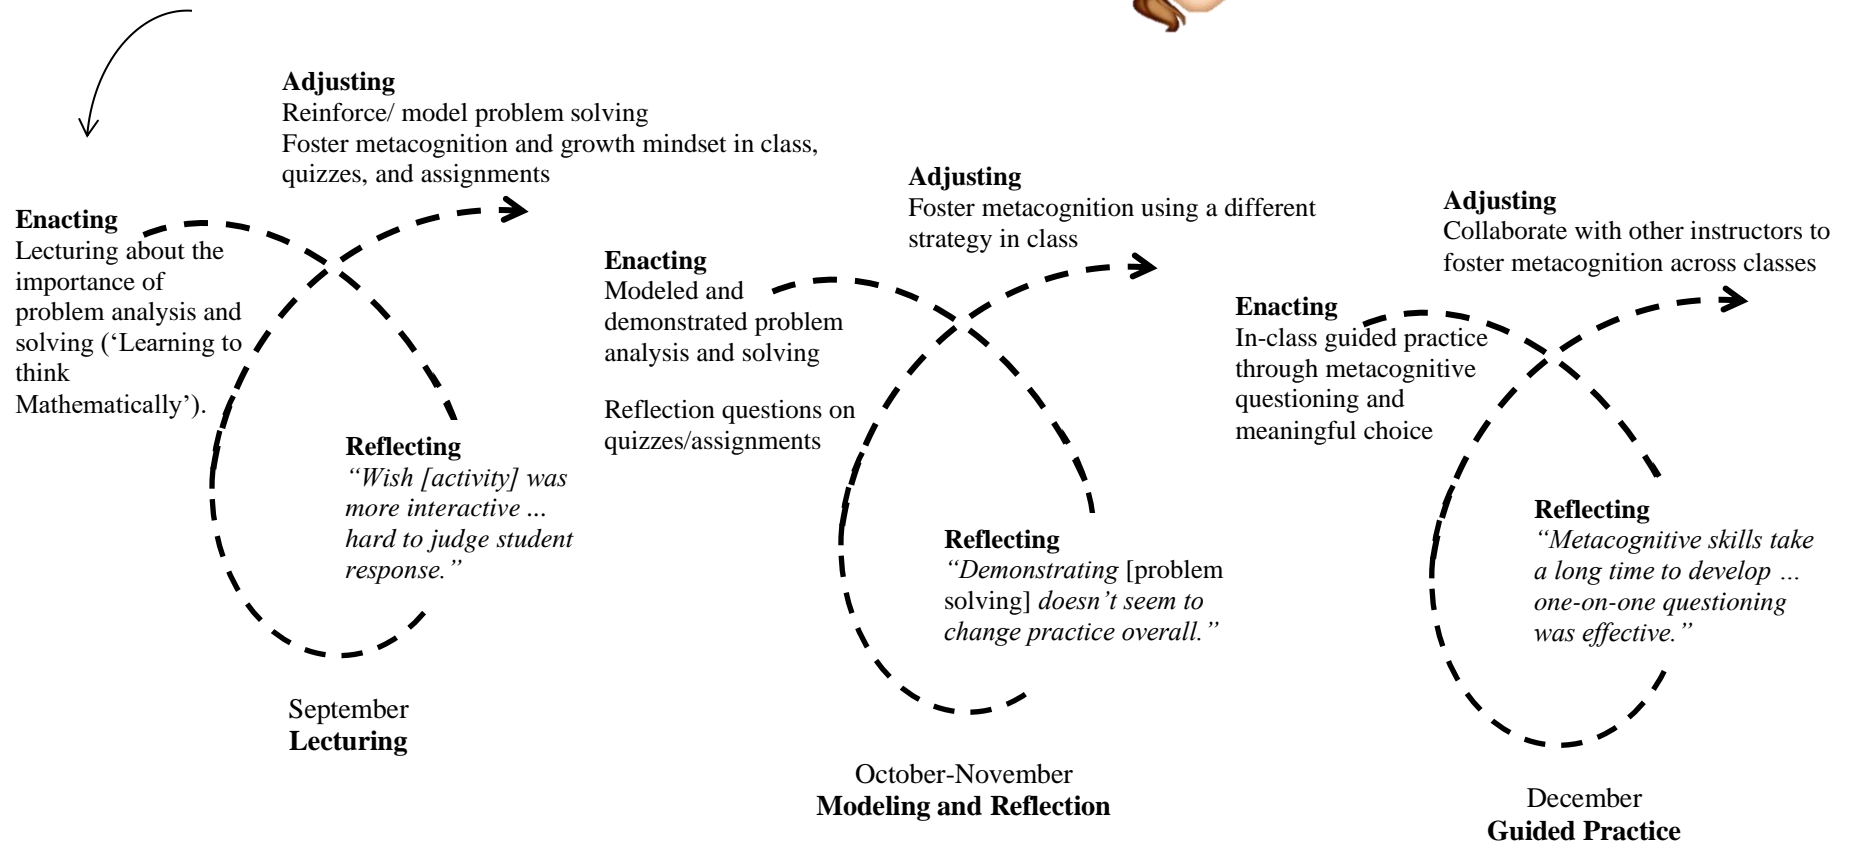 Adjusting
Reinforce/ model problem solving
Foster metacognition and growth mindset in class,
quizzes, and assignments
Enacting
Lecturing about the
importance of
problem analysis and
solving (‘Learning to
think
Mathematically’).
Reflecting
“Wish [activity] was
more interactive ...
hard to judge student
response.”
September
Lecturing
Adjusting
Foster metacognition using a different
strategy in class
Enacting
Modeled and
demonstrated problem
analysis and solving
Reflection questions on
quizzes/assignments
Reflecting
“Demonstrating [problem
solving] doesn’t seem to
change practice overall.”
October-November
Modeling and Reflection
Adjusting
Collaborate with other instructors to
foster metacognition across classes
Enacting
In-class guided practice
through metacognitive
questioning and
meaningful choice
Reflecting
“Metacognitive skills take
a long time to develop …
one-on-one questioning
was effective.”
December
Guided Practice